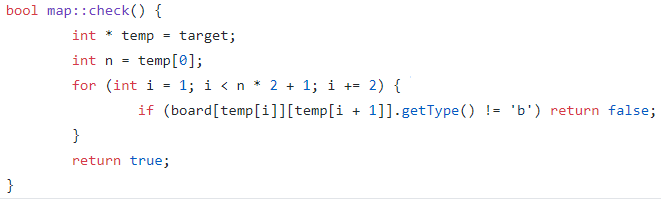 bool map::check() {
        int * temp = target;
        int n = temp[0];
        for (int i = 1; i < n * 2 + 1; i += 2) {
                if (board[temp[i]][temp[i + 1]].getType() != 'b') return false;
        }
        return true;
}